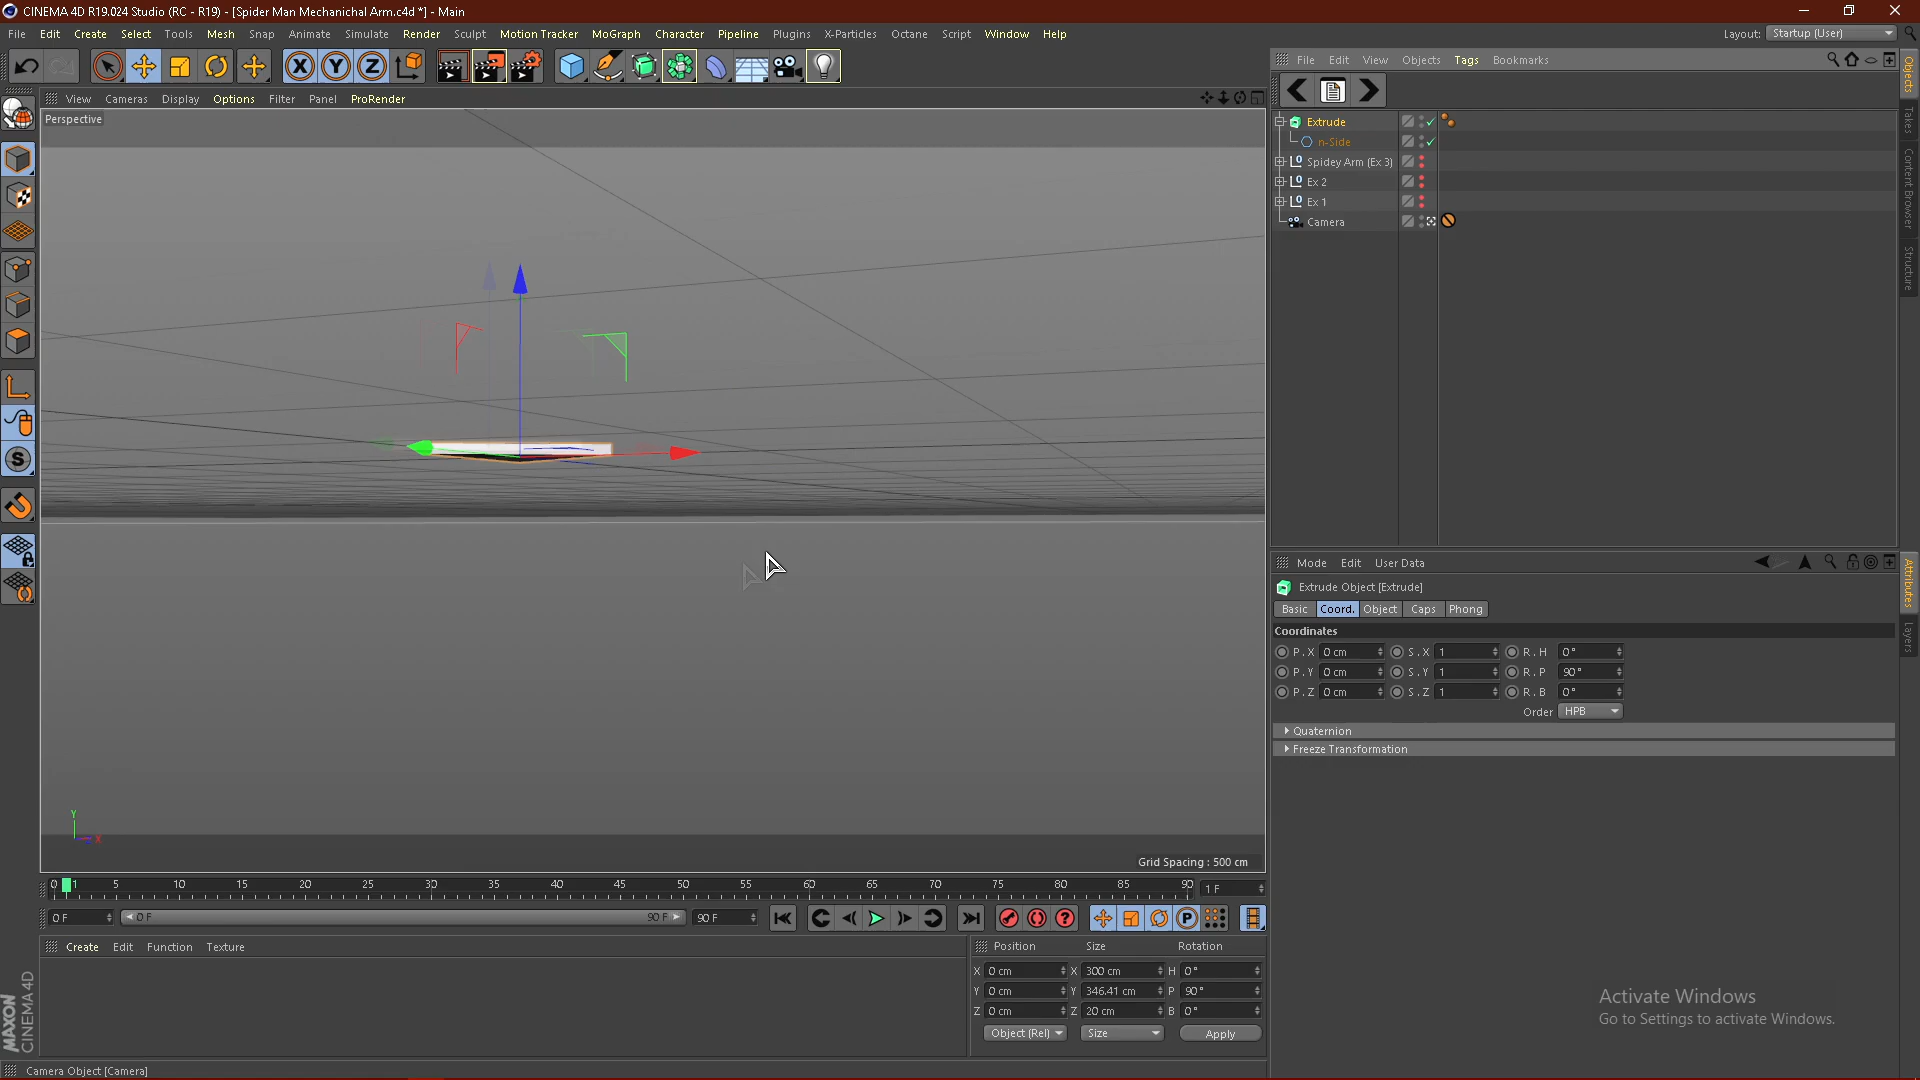 CINEMA 4D R19.024 Studio (RC - R19) - [Spider Man Mechanichal Arm.c4d *] - Main
File Edit Create Select Tools Mesh Snap Animate Simulate Render Sculpt Motion Tracker MoGraph Character Pipeline Plugins X-Particles Octane Script Window Help
Layout: Startup (User)
File Edit View Objects Tags Bookmarks
View Cameras Display Options Filter Panel ProRender
Perspective
Extrude
n-Side
Spidey Arm (Ex 3)
Ex 2
Ex 1
Camera
Objects
Takes
Content Browser
Structure
Mode Edit User Data
Extrude Object [Extrude]
Basic Coord. Object Caps Phong
Coordinates
P . X 0 cm S . X 1 R . H 0°
P . Y 0 cm S . Y 1 R . P 90°
P . Z 0 cm S . Z 1 R . B 0°
Order HPB
Quaternion
Freeze Transformation
Attributes
Layers
Y
X
Grid Spacing : 500 cm
0 1 5 10 15 20 25 30 35 40 45 50 55 60 65 70 75 80 85 90 1 F
0 F 0 F 90 F 90 F
Create Edit Function Texture
Position Size Rotation
X 0 cm X 300 cm H 0°
Y 0 cm Y 346.41 cm P 90°
Z 0 cm Z 20 cm B 0°
Object (Rel) Size Apply
MAXON
CINEMA 4D
Activate Windows
Go to Settings to activate Windows.
Camera Object [Camera]